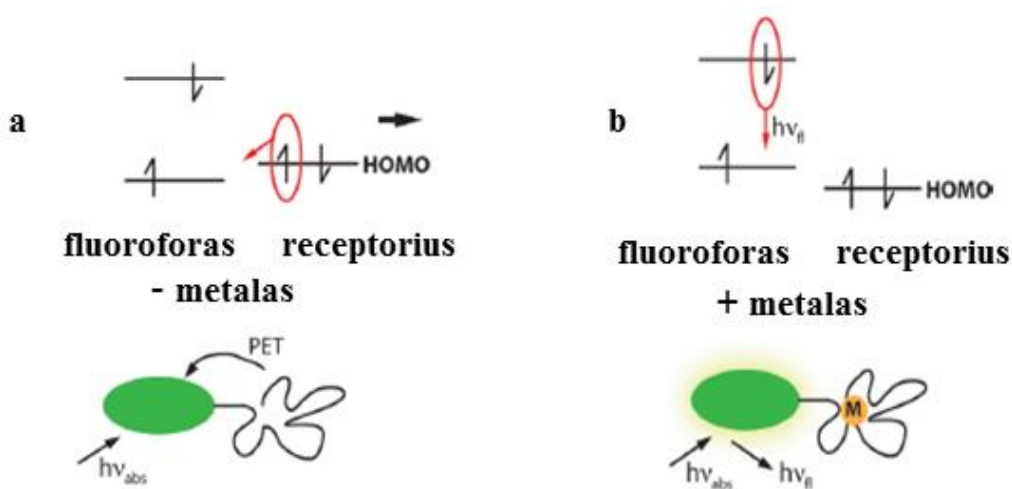 a
HOMO
fluoroforas receptorius
- metalas
PET
hν_abs
b
hν_fl
HOMO
fluoroforas receptorius
+ metalas
M
hν_abs hν_fl